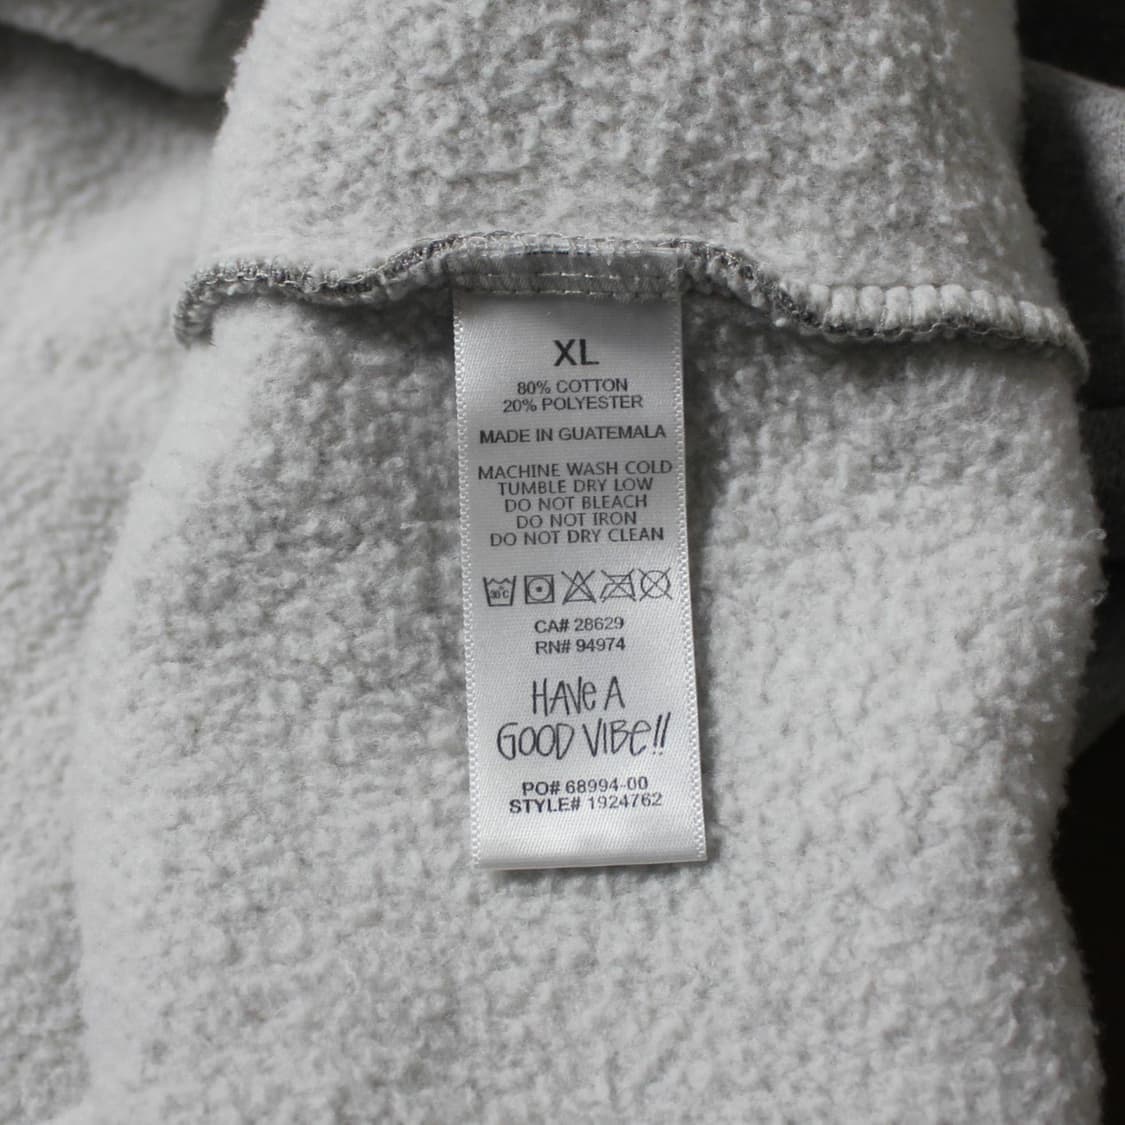 XL
80% COTTON
20% POLYESTER
MADE IN GUATEMALA
MACHINE WASH COLD
TUMBLE DRY LOW
DO NOT BLEACH
DO NOT IRON
DO NOT DRY CLEAN
30°C
CA# 28629
RN# 94974
HAVe A
GOOD VIBe!!
PO# 68994-00
STYLE# 1924762